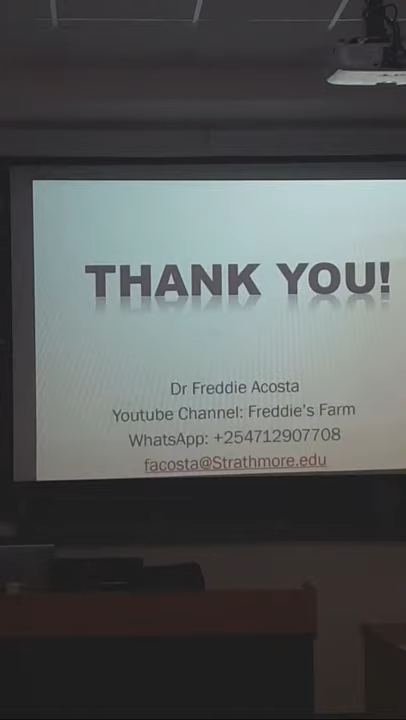 THANK YOU!
Dr Freddie Acosta
Youtube Channel: Freddie's Farm
WhatsApp: +254712907708
facosta@Strathmore.edu